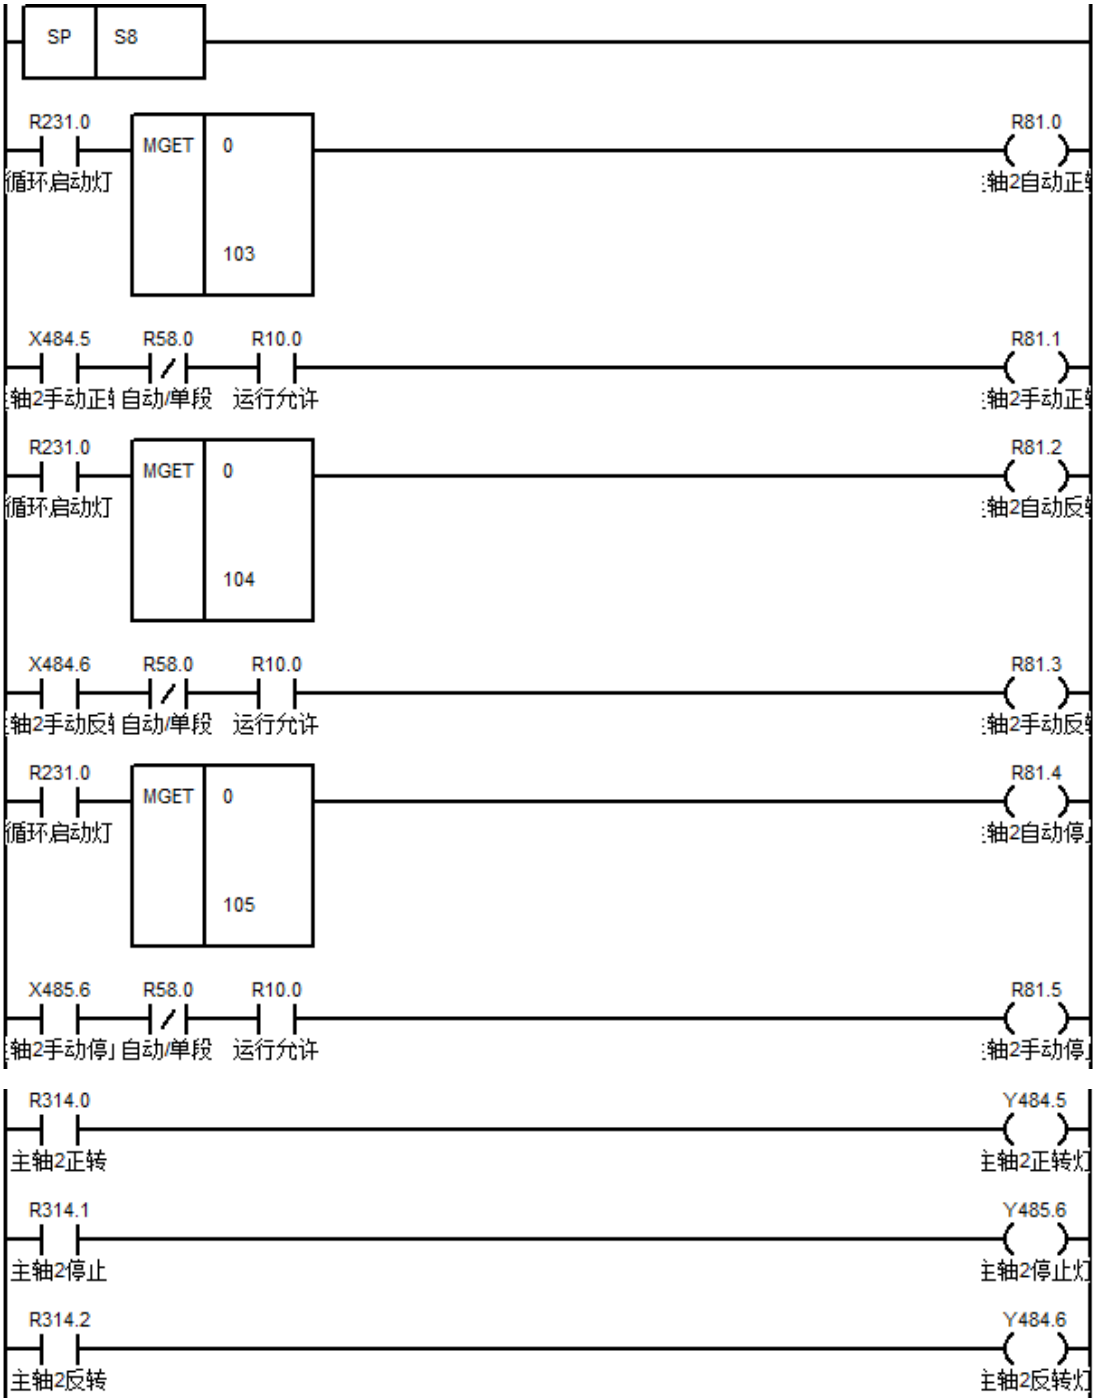 SP S8
R231.0 R81.0
MGET 0
循环启动灯 轴2自动正
103
X484.5 R58.0 R10.0 R81.1
轴2手动正 自动/单段 运行允许 轴2手动正
R231.0 R81.2
MGET 0
循环启动灯 轴2自动反
104
X484.6 R58.0 R10.0 R81.3
轴2手动反 自动/单段 运行允许 轴2手动反
R231.0 R81.4
MGET 0
循环启动灯 轴2自动停
105
X485.6 R58.0 R10.0 R81.5
轴2手动停 自动/单段 运行允许 轴2手动停
R314.0 Y484.5
主轴2正转 主轴2正转灯
R314.1 Y485.6
主轴2停止 主轴2停止灯
R314.2 Y484.6
主轴2反转 主轴2反转灯